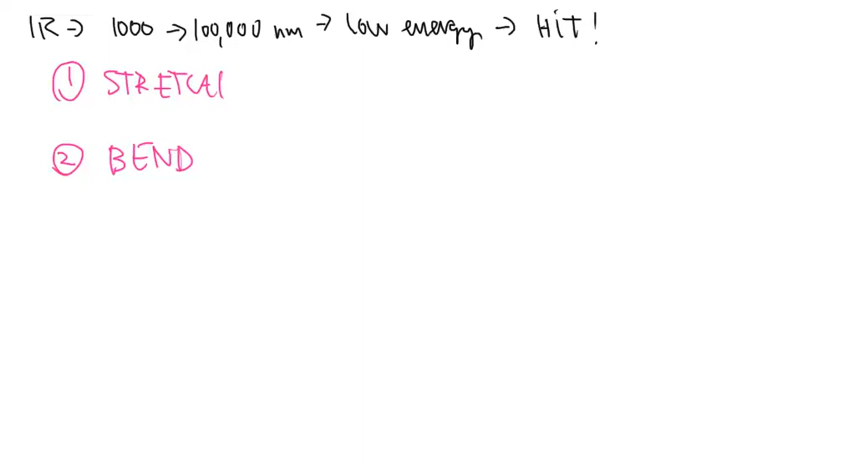 IR → 1000 → 100,000 nm → low energy → HiT!
① STRETCH
② BEND